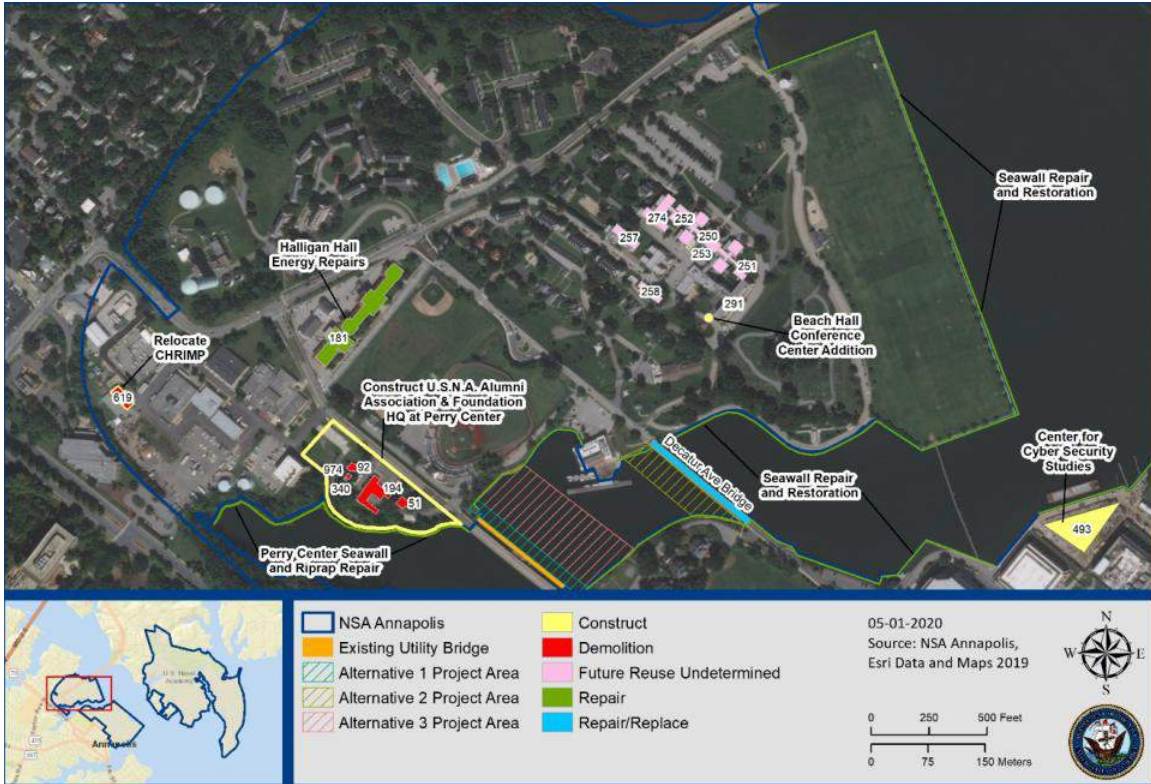 Seawall Repair
and Restoration
274
252
257
250
253
251
258
291
Halligan Hall
Energy Repairs
181
Beach Hall
Conference
Center Addition
Relocate
CHRIMP
619
Construct U.S.N.A. Alumni
Association & Foundation
HQ at Perry Center
974
92
340
194
51
Decatur Ave Bridge
Seawall Repair
and Restoration
Center for
Cyber Security
Studies
493
Perry Center Seawall
and Riprap Repair
U.S. Naval
Academy
Annapolis
NSA Annapolis
Existing Utility Bridge
Alternative 1 Project Area
Alternative 2 Project Area
Alternative 3 Project Area
Construct
Demolition
Future Reuse Undetermined
Repair
Repair/Replace
05-01-2020
Source: NSA Annapolis,
Esri Data and Maps 2019
N
W E
S
0 250 500 Feet
0 75 150 Meters